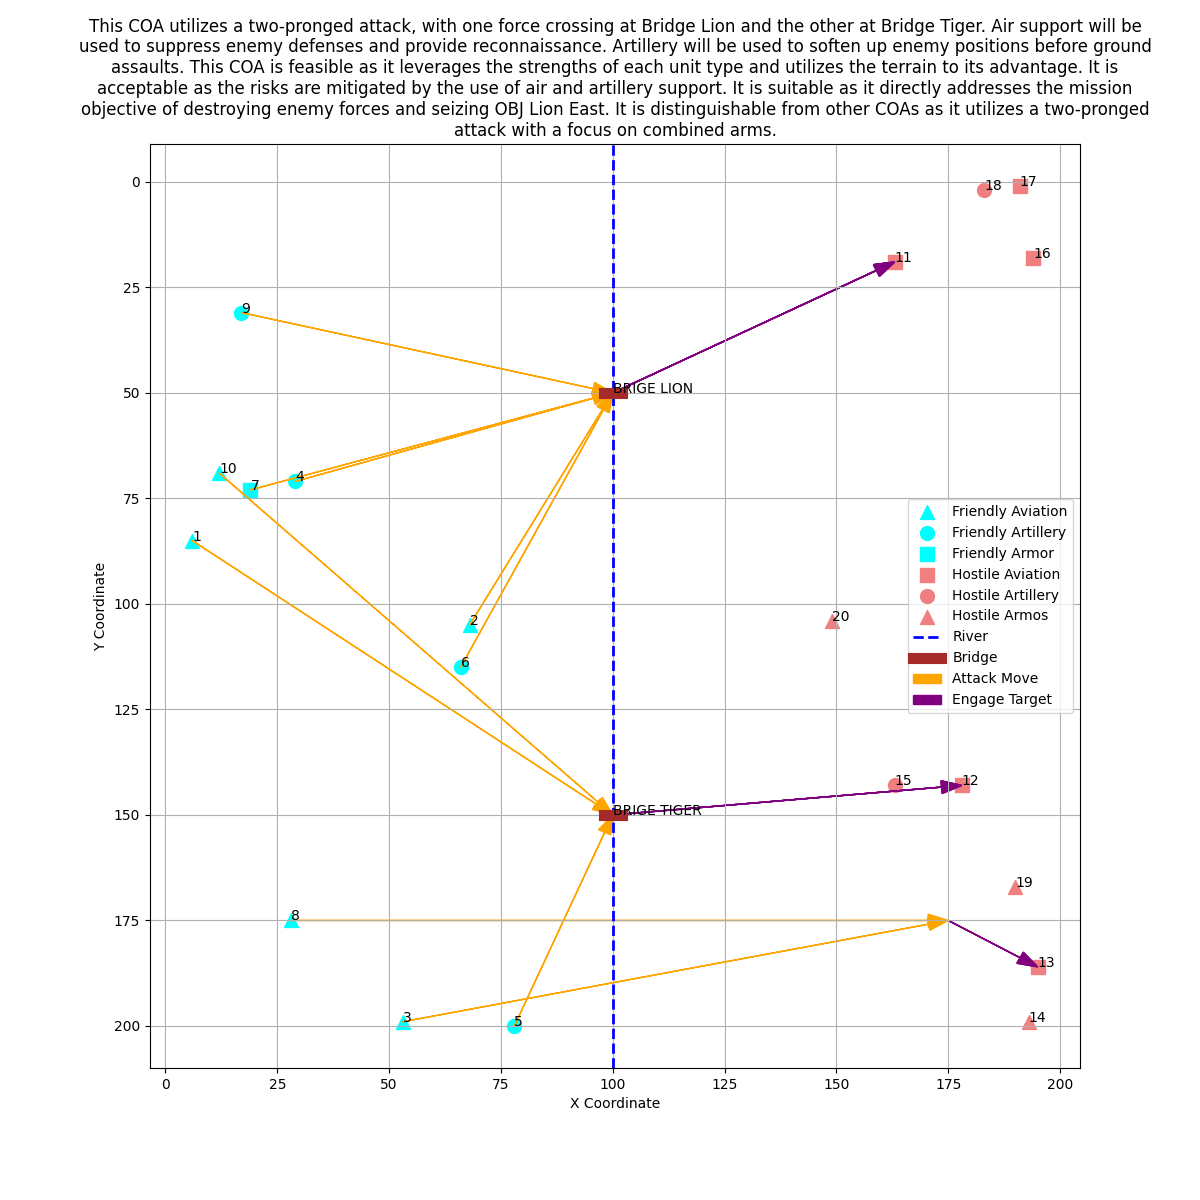 This COA utilizes a two-pronged attack, with one force crossing at Bridge Lion and the other at Bridge Tiger. Air support will be
used to suppress enemy defenses and provide reconnaissance. Artillery will be used to soften up enemy positions before ground
assaults. This COA is feasible as it leverages the strengths of each unit type and utilizes the terrain to its advantage. It is
acceptable as the risks are mitigated by the use of air and artillery support. It is suitable as it directly addresses the mission
objective of destroying enemy forces and seizing OBJ Lion East. It is distinguishable from other COAs as it utilizes a two-pronged
attack with a focus on combined arms.
0
25
50
75
100
125
150
175
200
Y Coordinate
18
17
16
11
9
BRIGE LION
10
7
4
1
2
6
20
15
12
BRIGE TIGER
19
8
13
3
5
14
Friendly Aviation
Friendly Artillery
Friendly Armor
Hostile Aviation
Hostile Artillery
Hostile Armos
River
Bridge
Attack Move
Engage Target
0
25
50
75
100
125
150
175
200
X Coordinate